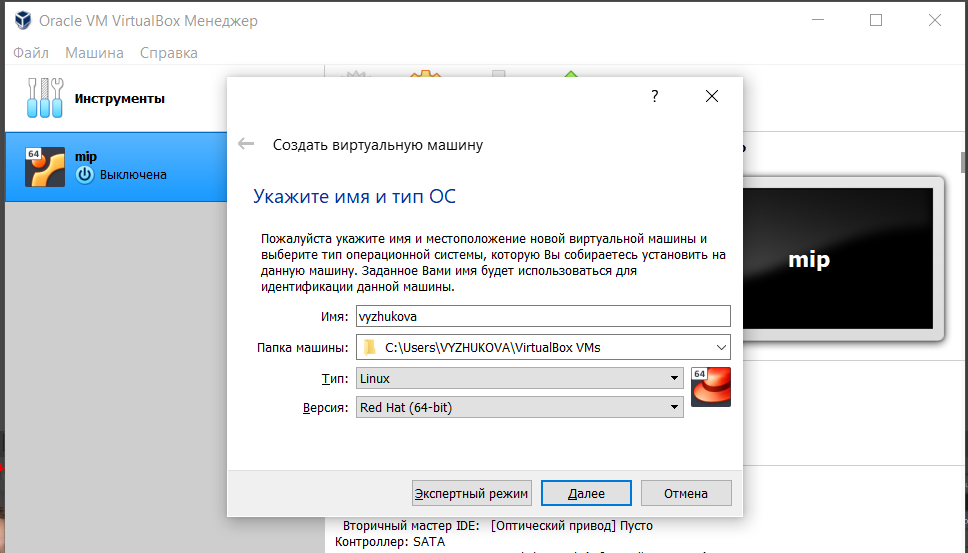 Oracle VM VirtualBox Менеджер
Файл Машина Справка
Инструменты
64
mip
Выключена
mip
?
Создать виртуальную машину
Укажите имя и тип ОС
Пожалуйста укажите имя и местоположение новой виртуальной машины и
выберите тип операционной системы, которую Вы собираетесь установить на
данную машину. Заданное Вами имя будет использоваться для
идентификации данной машины.
Имя: vyzhukova
Папка машины: C:\Users\VYZHUKOVA\VirtualBox VMs
Тип: Linux
64
Версия: Red Hat (64-bit)
Экспертный режим Далее Отмена
Вторичный мастер IDE: [Оптический привод] Пусто
Контроллер: SATA